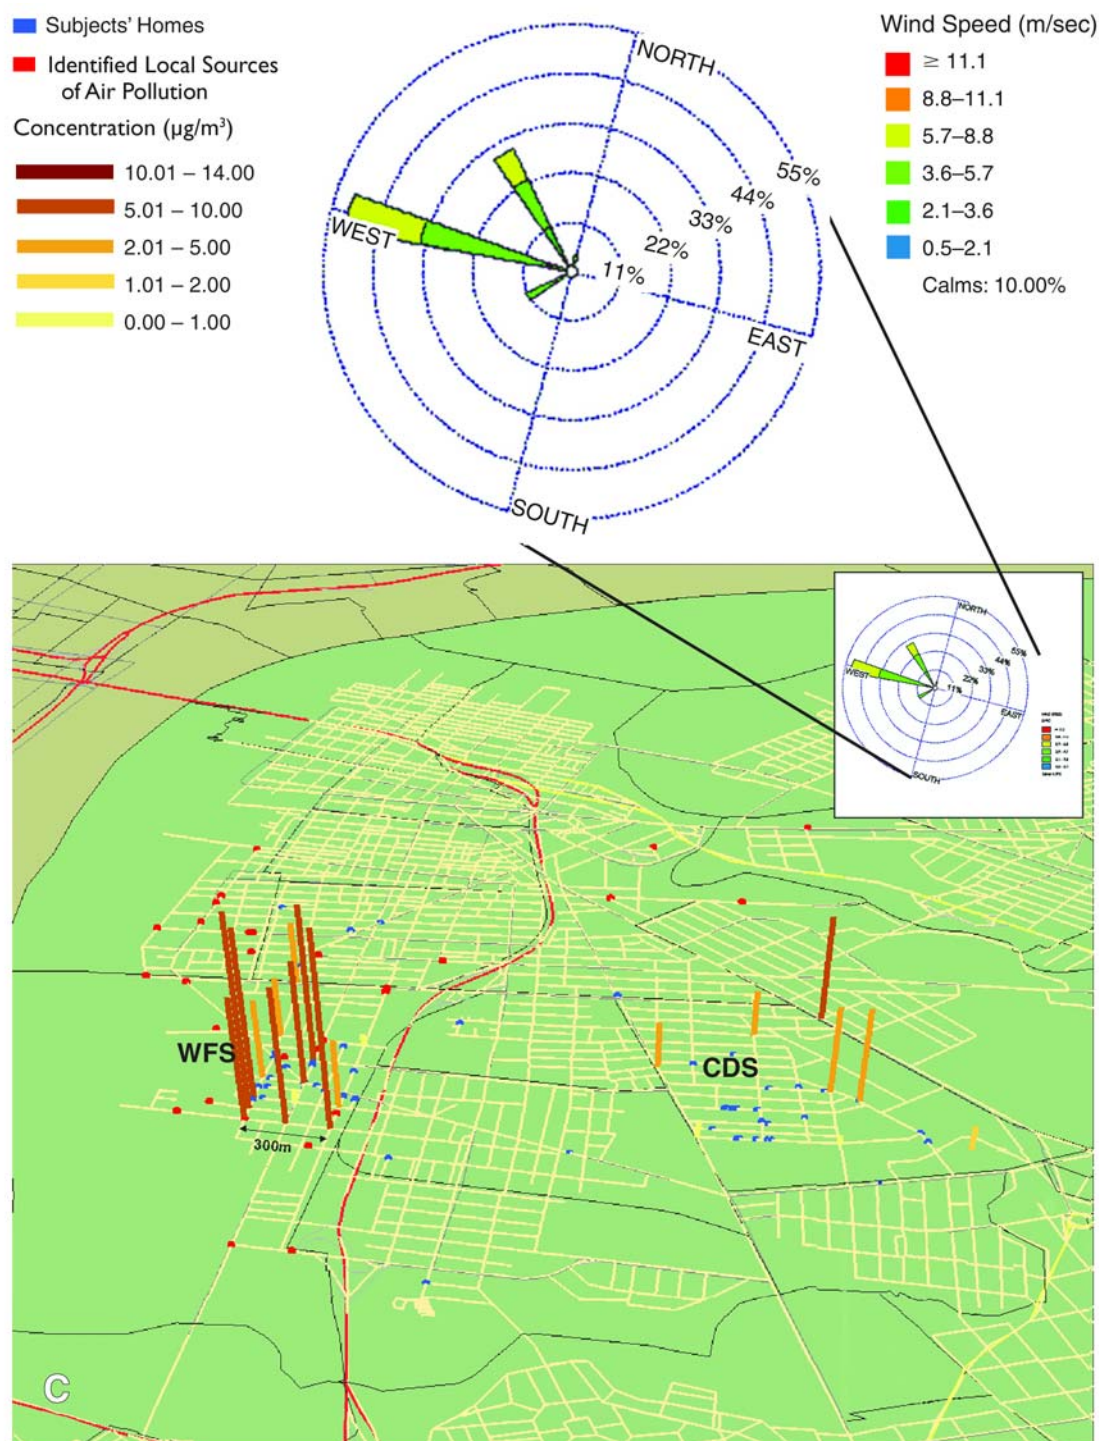 Subjects' Homes
Identified Local Sources
of Air Pollution
Concentration (µg/m³)
10.01 – 14.00
5.01 – 10.00
2.01 – 5.00
1.01 – 2.00
0.00 – 1.00
NORTH
55%
44%
33%
22%
11%
WEST
EAST
SOUTH
Wind Speed (m/sec)
≥ 11.1
8.8–11.1
5.7–8.8
3.6–5.7
2.1–3.6
0.5–2.1
Calms: 10.00%
NORTH
55%
44%
33%
22%
11%
WEST
EAST
SOUTH
WFS
CDS
300m
C